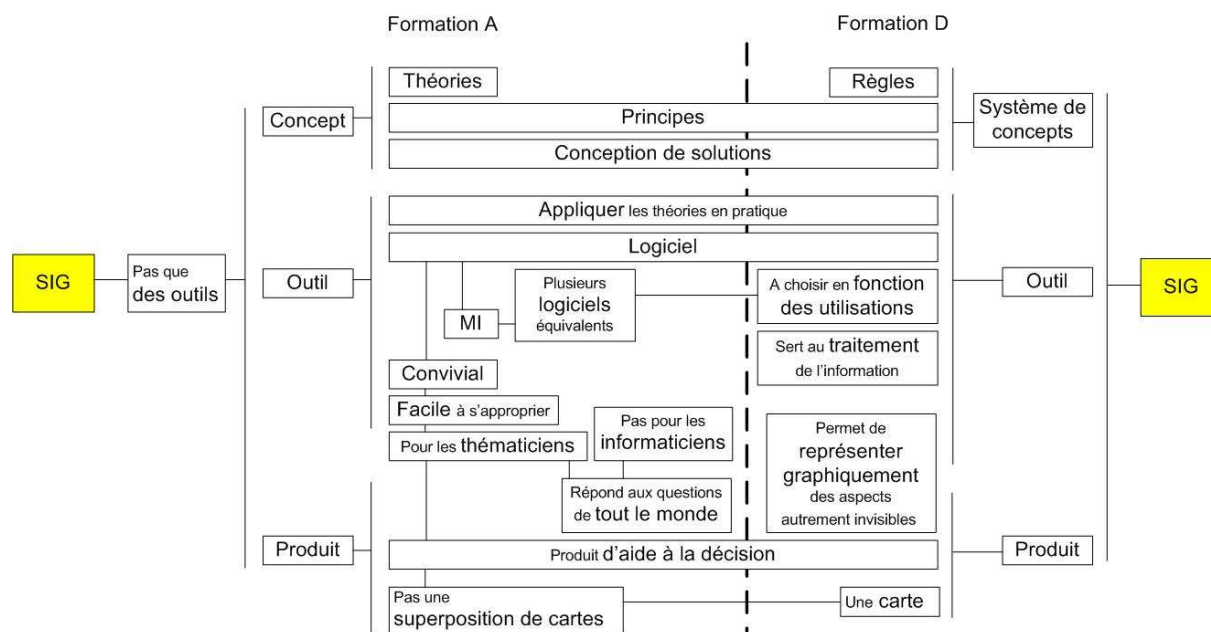 Formation A
Formation D
Théories
Règles
Concept
Principes
Système de
concepts
Conception de solutions
Appliquer les théories en pratique
Logiciel
SIG
Pas que
des outils
Outil
MI
Plusieurs
logiciels
équivalents
A choisir en fonction
des utilisations
Outil
SIG
Sert au traitement
de l'information
Convivial
Facile à s'approprier
Pour les thématiciens
Pas pour les
informaticiens
Permet de
représenter
graphiquement
des aspects
autrement invisibles
Répond aux questions
de tout le monde
Produit
Produit d'aide à la décision
Produit
Pas une
superposition de cartes
Une carte